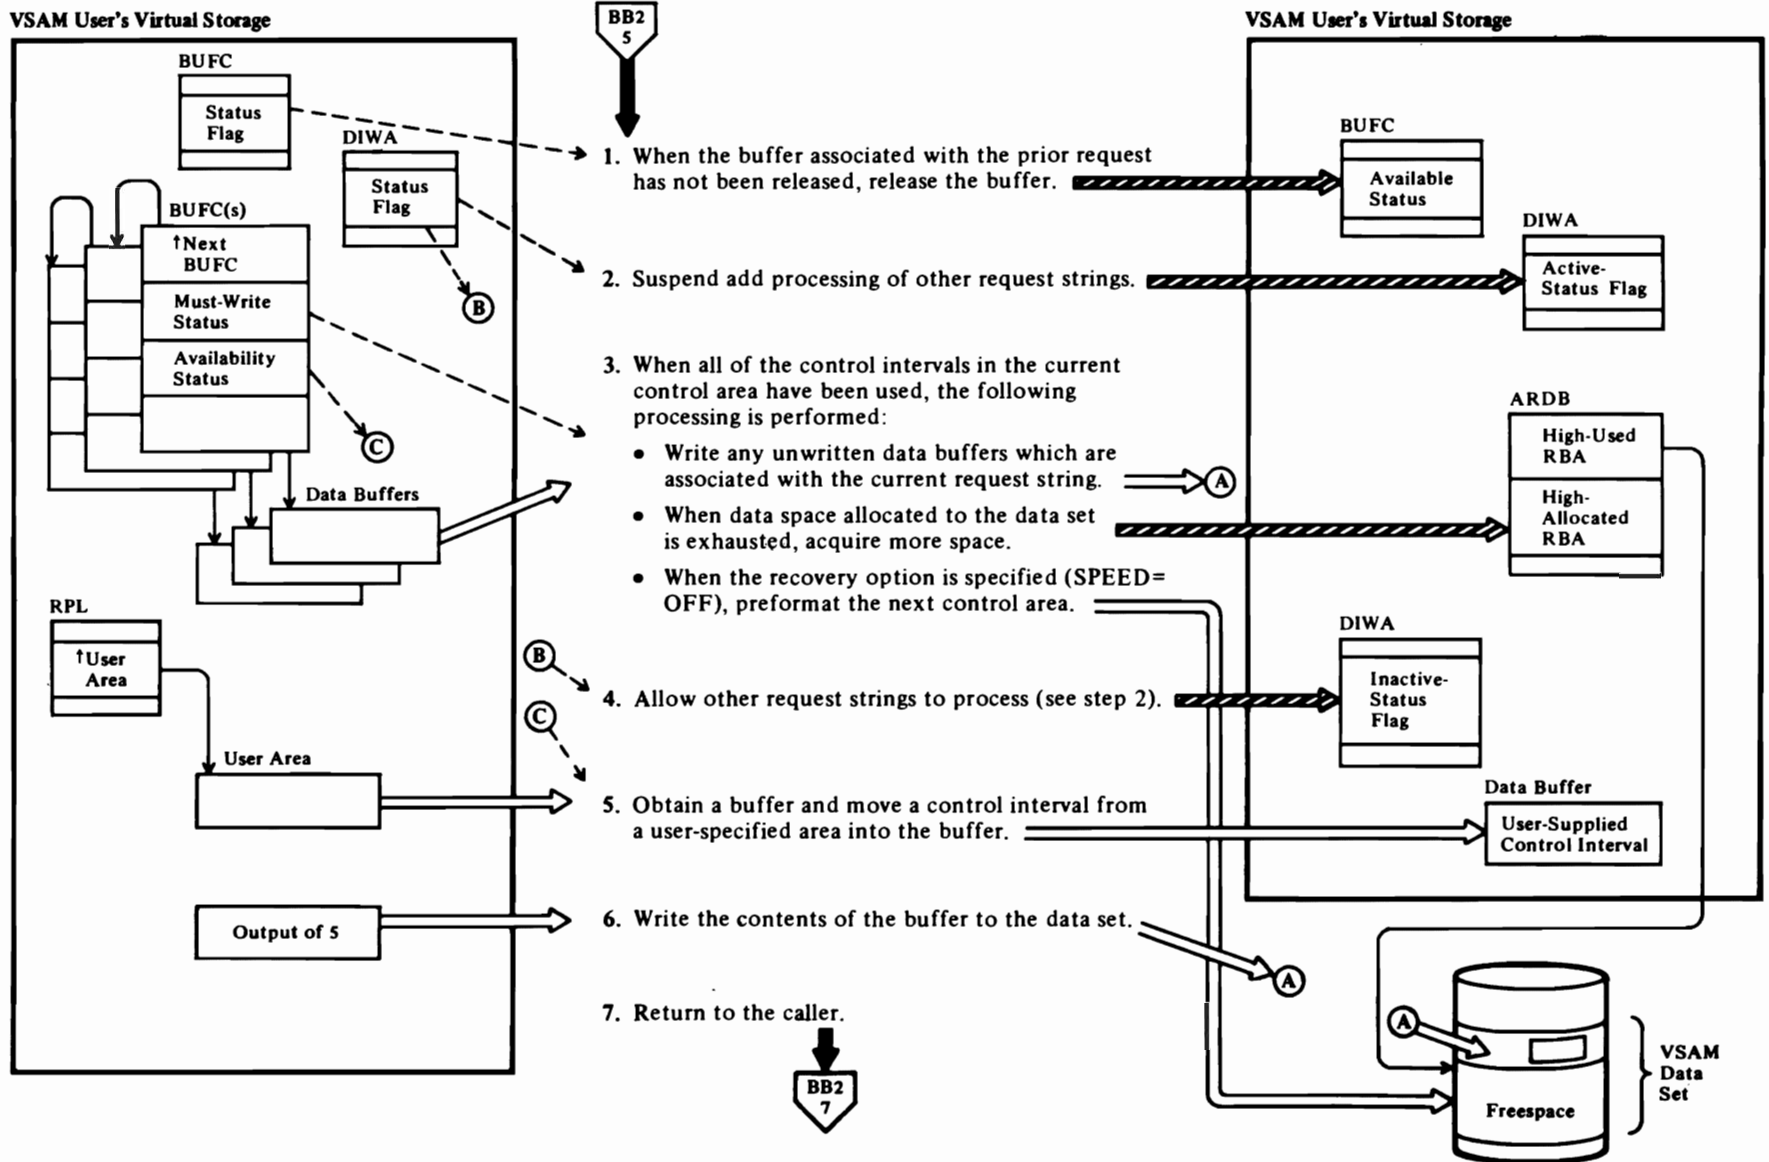 VSAM User's Virtual Storage
BUFC
Status
Flag
DIWA
Status
Flag
B
BUFC(s)
↑Next
BUFC
Must-Write
Status
Availability
Status
C
Data Buffers
RPL
↑User
Area
User Area
Output of 5
BB2
5
1. When the buffer associated with the prior request
has not been released, release the buffer.
2. Suspend add processing of other request strings.
3. When all of the control intervals in the current
control area have been used, the following
processing is performed:
• Write any unwritten data buffers which are
associated with the current request string.
A
• When data space allocated to the data set
is exhausted, acquire more space.
• When the recovery option is specified (SPEED=
OFF), preformat the next control area.
B
4. Allow other request strings to process (see step 2).
C
5. Obtain a buffer and move a control interval from
a user-specified area into the buffer.
6. Write the contents of the buffer to the data set.
A
7. Return to the caller.
BB2
7
VSAM User's Virtual Storage
BUFC
Available
Status
DIWA
Active-
Status Flag
ARDB
High-Used
RBA
High-
Allocated
RBA
DIWA
Inactive-
Status
Flag
Data Buffer
User-Supplied
Control Interval
A
Freespace
VSAM
Data
Set